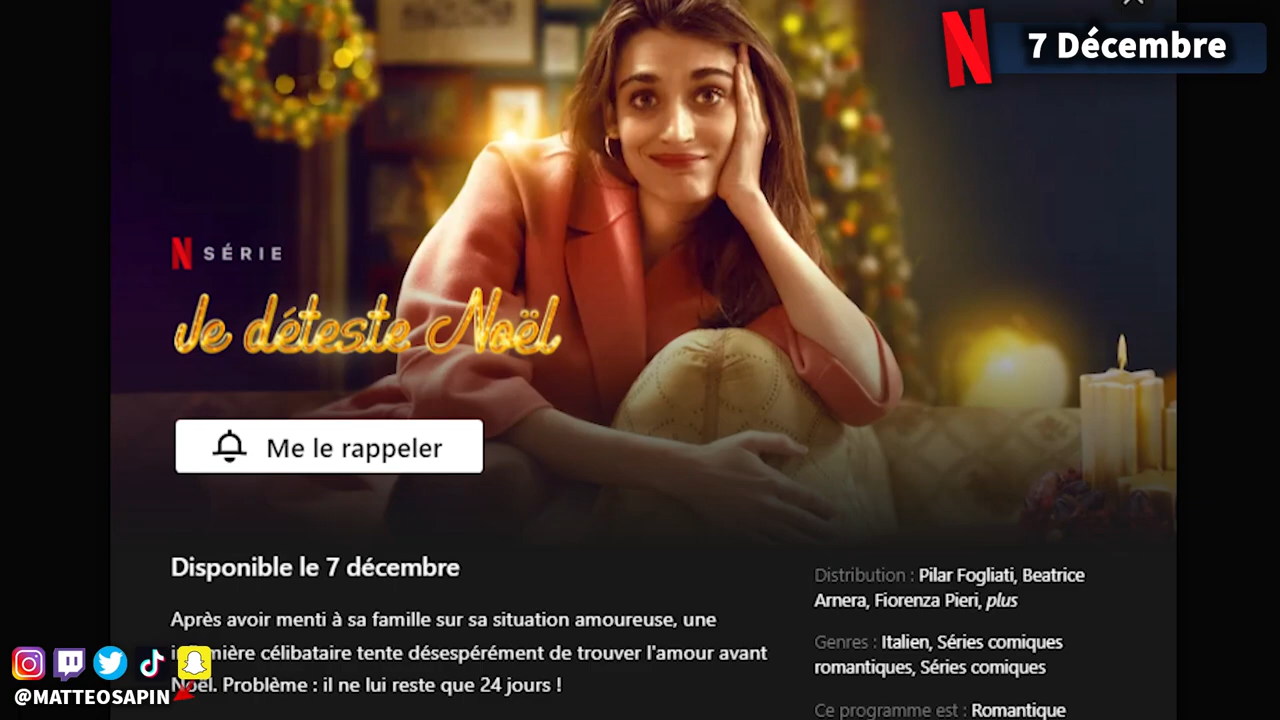 7 Décembre
N SÉRIE
Je déteste Noël
Me le rappeler
Disponible le 7 décembre
Après avoir menti à sa famille sur sa situation amoureuse, une
célibataire tente désespérément de trouver l'amour avant
Noël. Problème : il ne lui reste que 24 jours !
Distribution : Pilar Fogliati, Beatrice
Arnera, Fiorenza Pieri, plus
Genres : Italien, Séries comiques
romantiques, Séries comiques
Ce programme est : Romantique
@MATTEOSAPIN